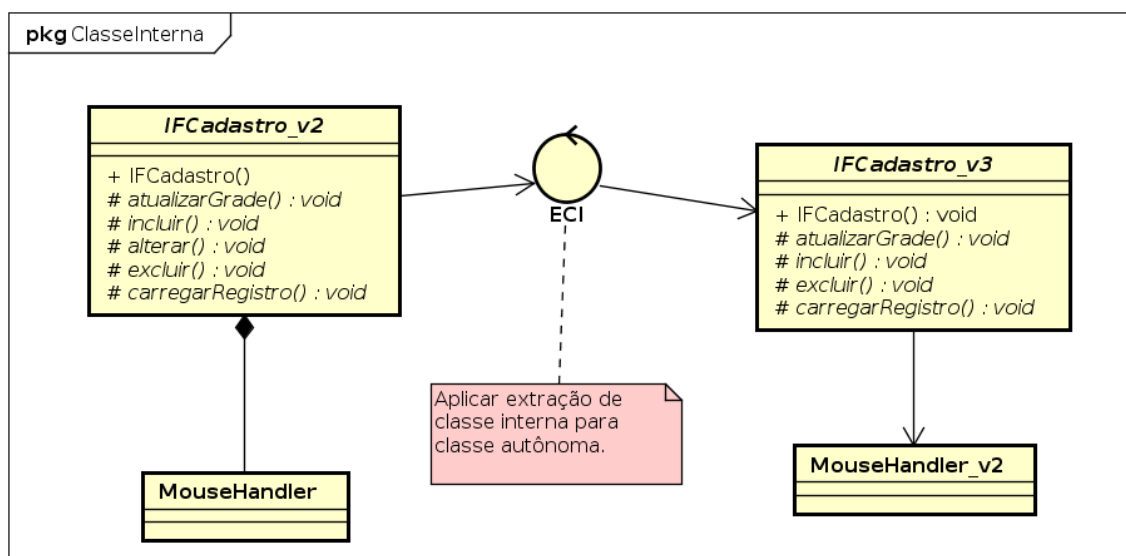 pkg ClasseInterna
IFCadastro_v2
+ IFCadastro()
# atualizarGrade() : void
# incluir() : void
# alterar() : void
# excluir() : void
# carregarRegistro() : void
ECI
IFCadastro_v3
+ IFCadastro() : void
# atualizarGrade() : void
# incluir() : void
# excluir() : void
# carregarRegistro() : void
Aplicar extração de
classe interna para
classe autônoma.
MouseHandler
MouseHandler_v2